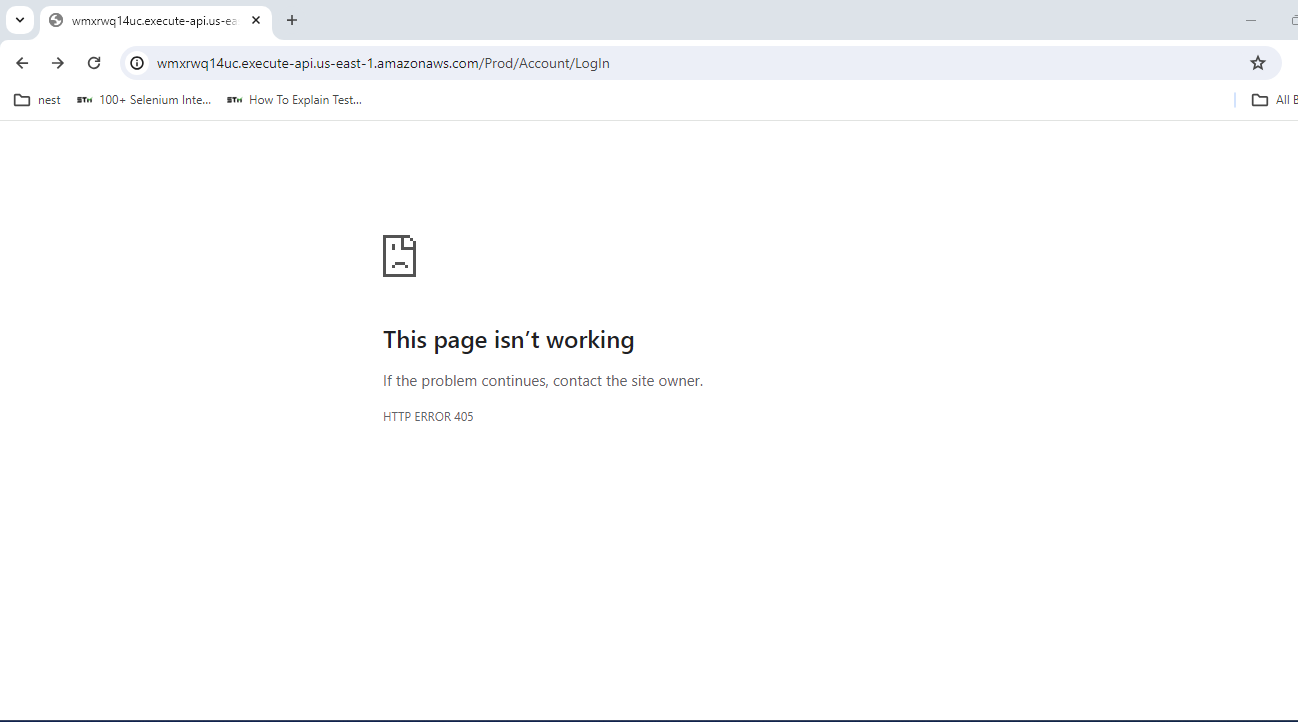 wmxrwq14uc.execute-api.us-ea
wmxrwq14uc.execute-api.us-east-1.amazonaws.com/Prod/Account/LogIn
nest STH 100+ Selenium Inte... STH How To Explain Test... All B
This page isn't working
If the problem continues, contact the site owner.
HTTP ERROR 405